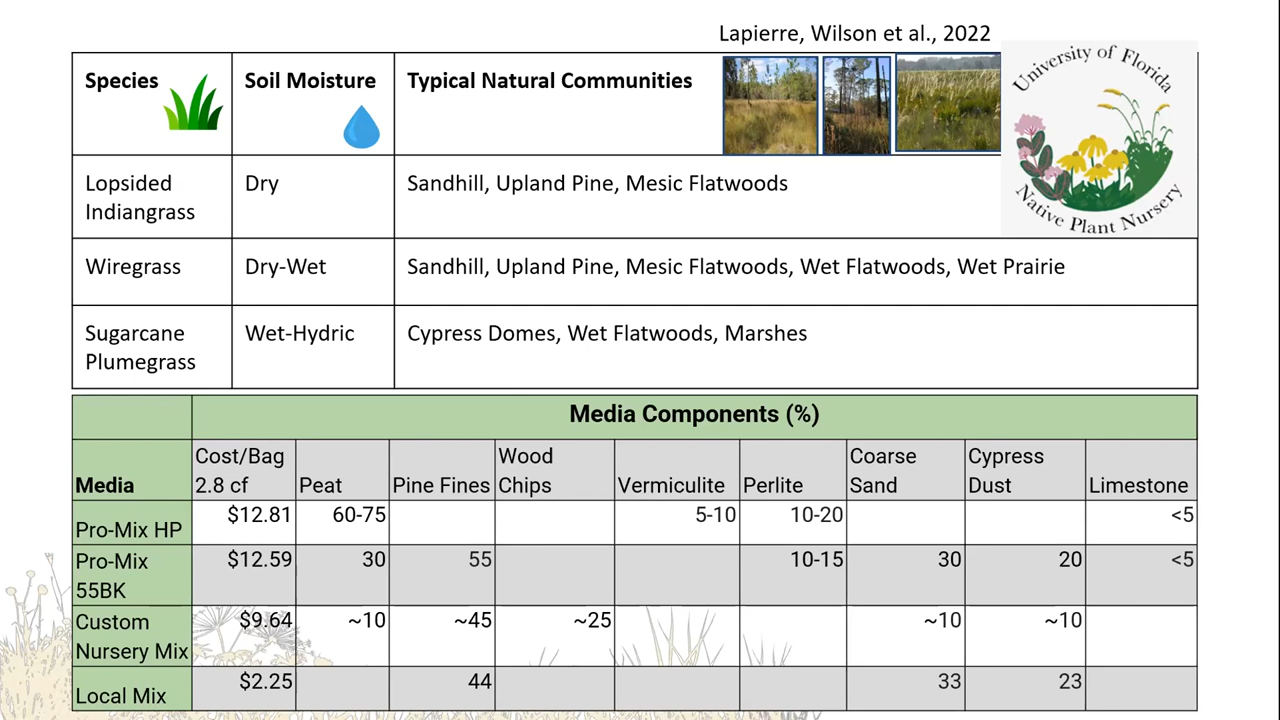 Lapierre, Wilson et al., 2022
Species Soil Moisture Typical Natural Communities
University of Florida
Native Plant Nursery
Lopsided Indiangrass Dry Sandhill, Upland Pine, Mesic Flatwoods
Wiregrass Dry-Wet Sandhill, Upland Pine, Mesic Flatwoods, Wet Flatwoods, Wet Prairie
Sugarcane Plumegrass Wet-Hydric Cypress Domes, Wet Flatwoods, Marshes
Media Components (%)
Media Cost/Bag 2.8 cf Peat Pine Fines Wood Chips Vermiculite Perlite Coarse Sand Cypress Dust Limestone
Pro-Mix HP $12.81 60-75 5-10 10-20 <5
Pro-Mix 55BK $12.59 30 55 10-15 30 20 <5
Custom Nursery Mix $9.64 ~10 ~45 ~25 ~10 ~10
Local Mix $2.25 44 33 23